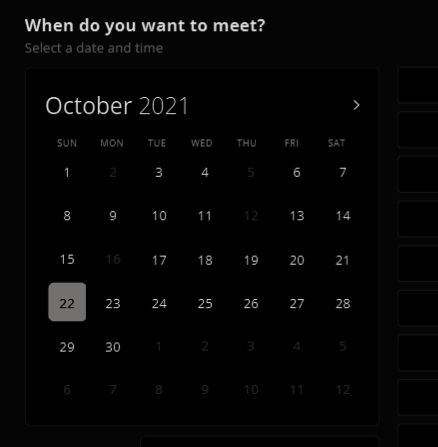 When do you want to meet?
Select a date and time
October 2021 >
SUN MON TUE WED THU FRI SAT
1 2 3 4 5 6 7
8 9 10 11 12 13 14
15 16 17 18 19 20 21
22 23 24 25 26 27 28
29 30 1 2 3 4 5
6 7 8 9 10 11 12